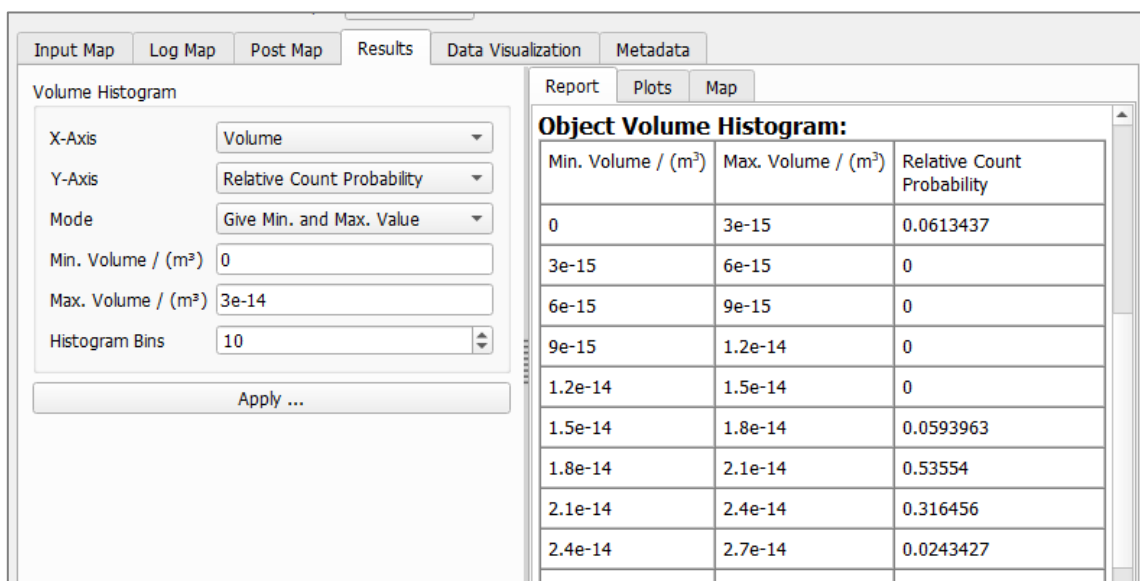 Input Map Log Map Post Map Results Data Visualization Metadata
Volume Histogram
X-Axis Volume
Y-Axis Relative Count Probability
Mode Give Min. and Max. Value
Min. Volume / (m³) 0
Max. Volume / (m³) 3e-14
Histogram Bins 10
Apply ...
Report Plots Map
Object Volume Histogram:
Min. Volume / (m³) Max. Volume / (m³) Relative Count
Probability
0 3e-15 0.0613437
3e-15 6e-15 0
6e-15 9e-15 0
9e-15 1.2e-14 0
1.2e-14 1.5e-14 0
1.5e-14 1.8e-14 0.0593963
1.8e-14 2.1e-14 0.53554
2.1e-14 2.4e-14 0.316456
2.4e-14 2.7e-14 0.0243427